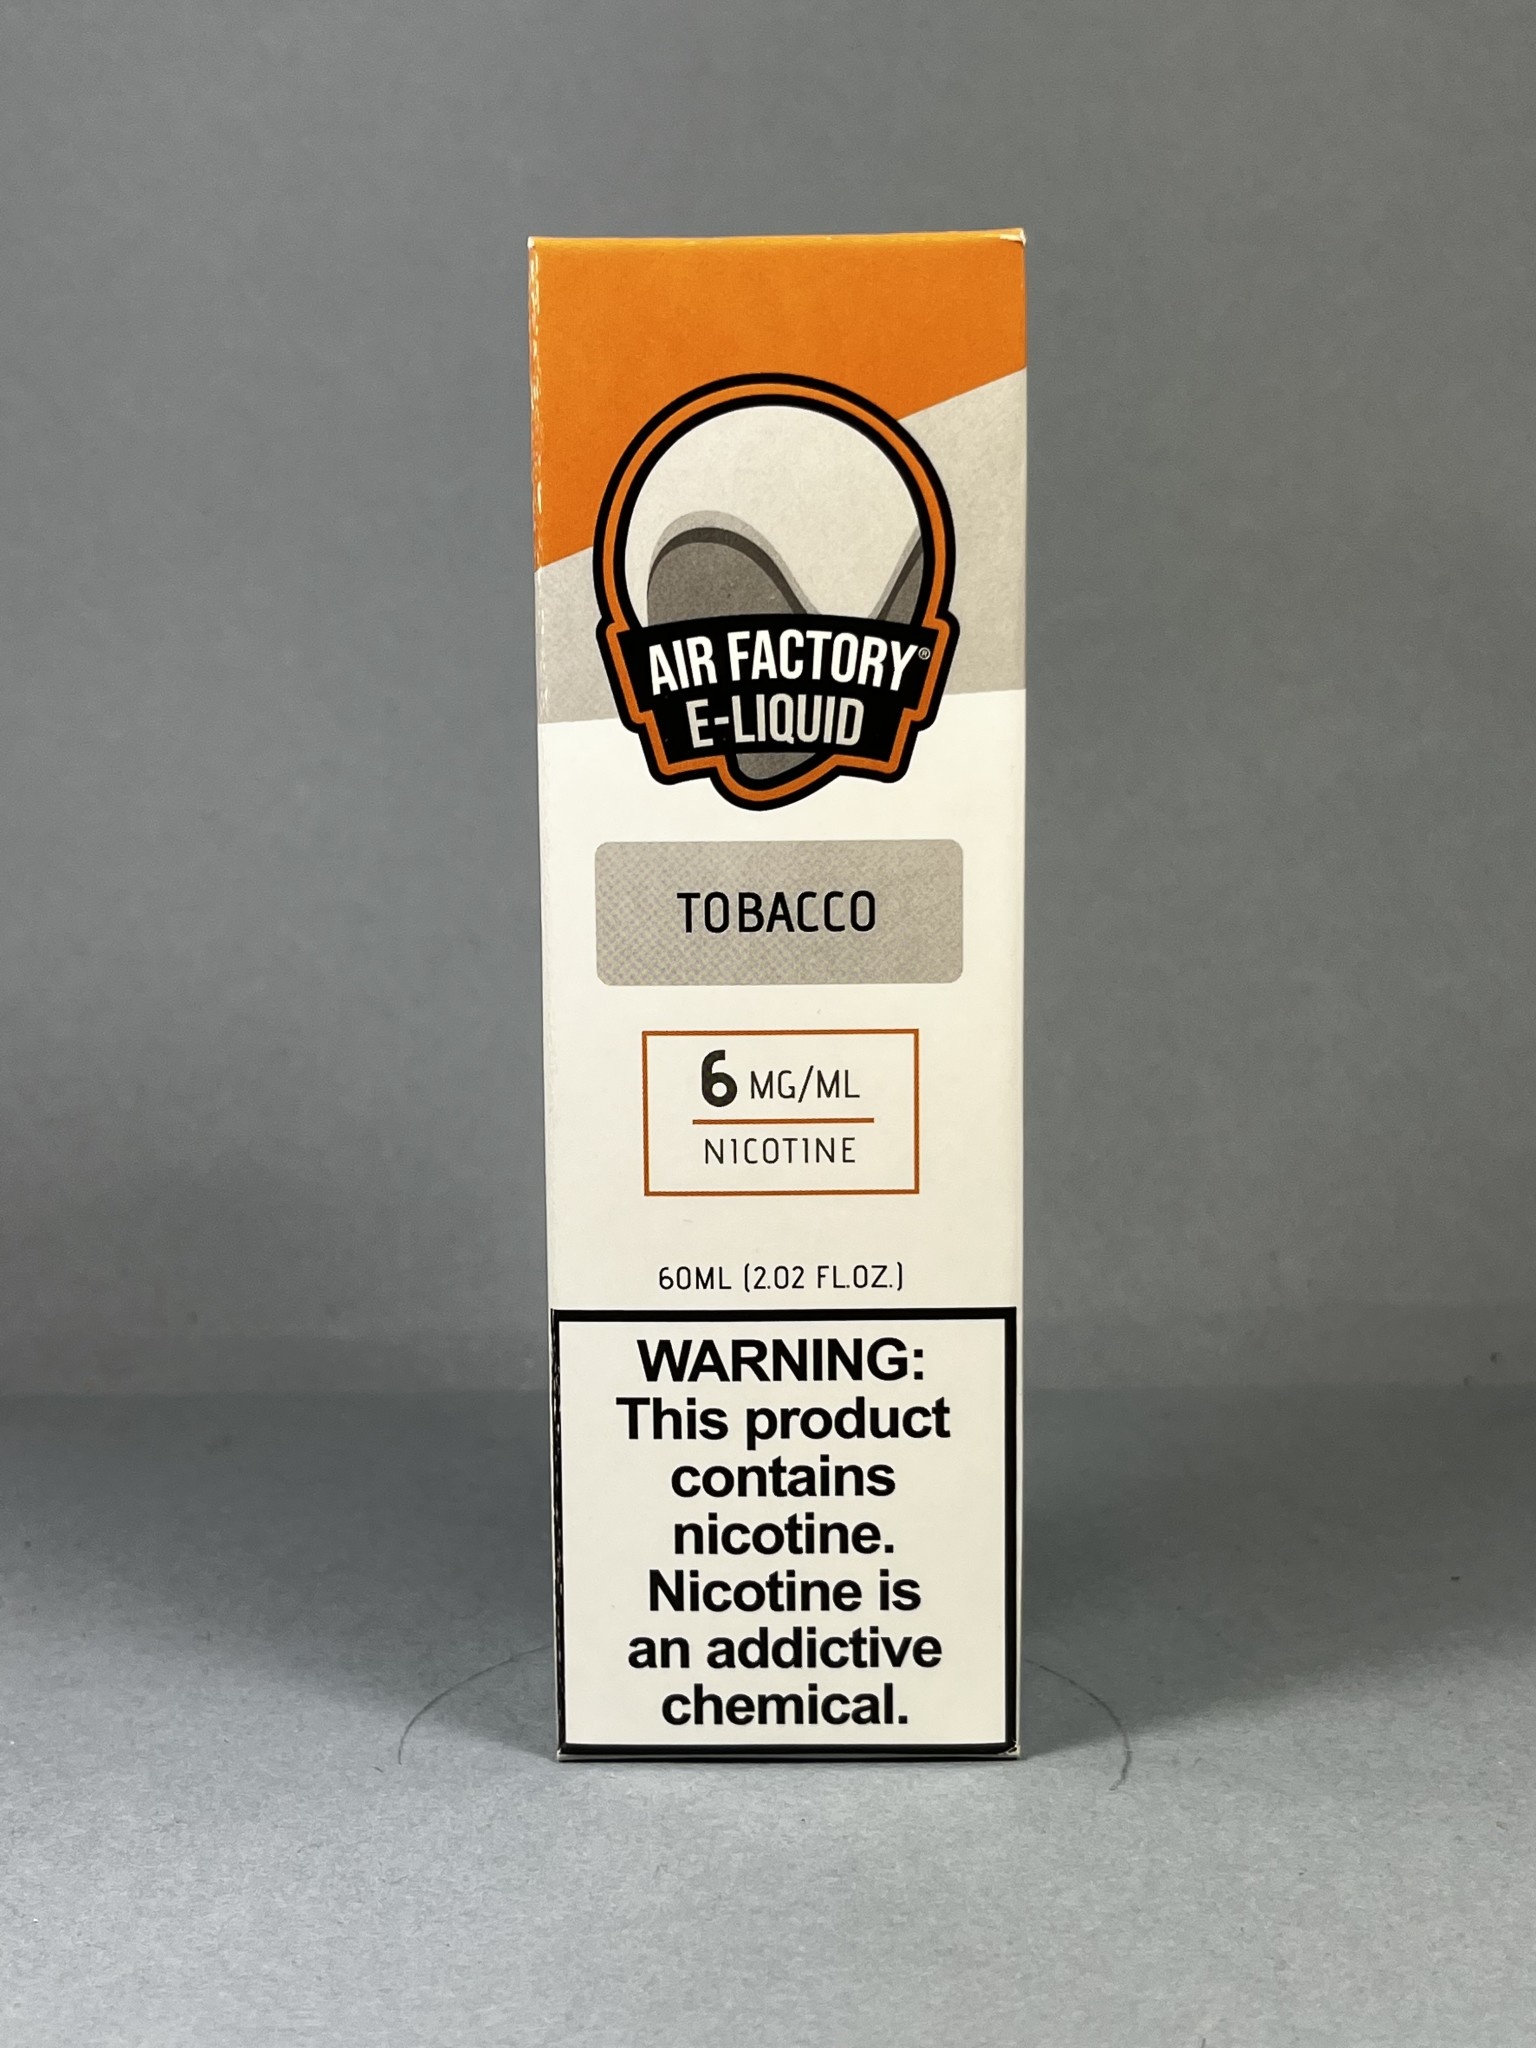 AIR FACTORY®
E-LIQUID
TOBACCO
6 MG/ML
NICOTINE
60ML (2.02 FL.OZ.)
WARNING:
This product
contains
nicotine.
Nicotine is
an addictive
chemical.